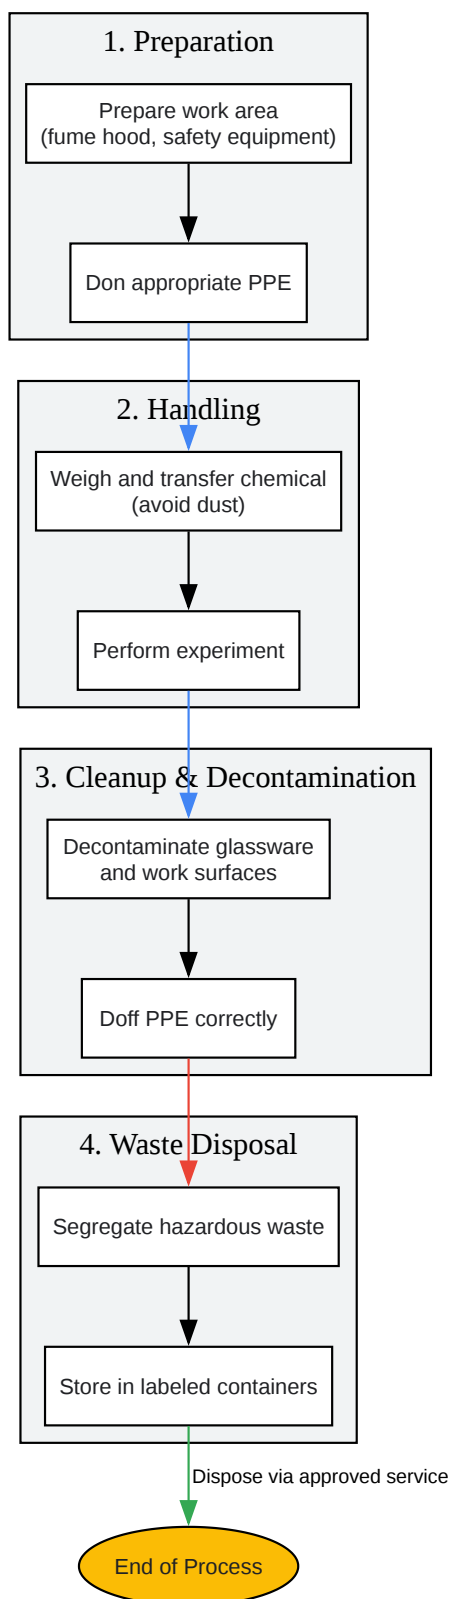 1. Preparation
Prepare work area
(fume hood, safety equipment)
Don appropriate PPE
2. Handling
Weigh and transfer chemical
(avoid dust)
Perform experiment
3. Cleanup & Decontamination
Decontaminate glassware
and work surfaces
Doff PPE correctly
4. Waste Disposal
Segregate hazardous waste
Store in labeled containers
Dispose via approved service
End of Process